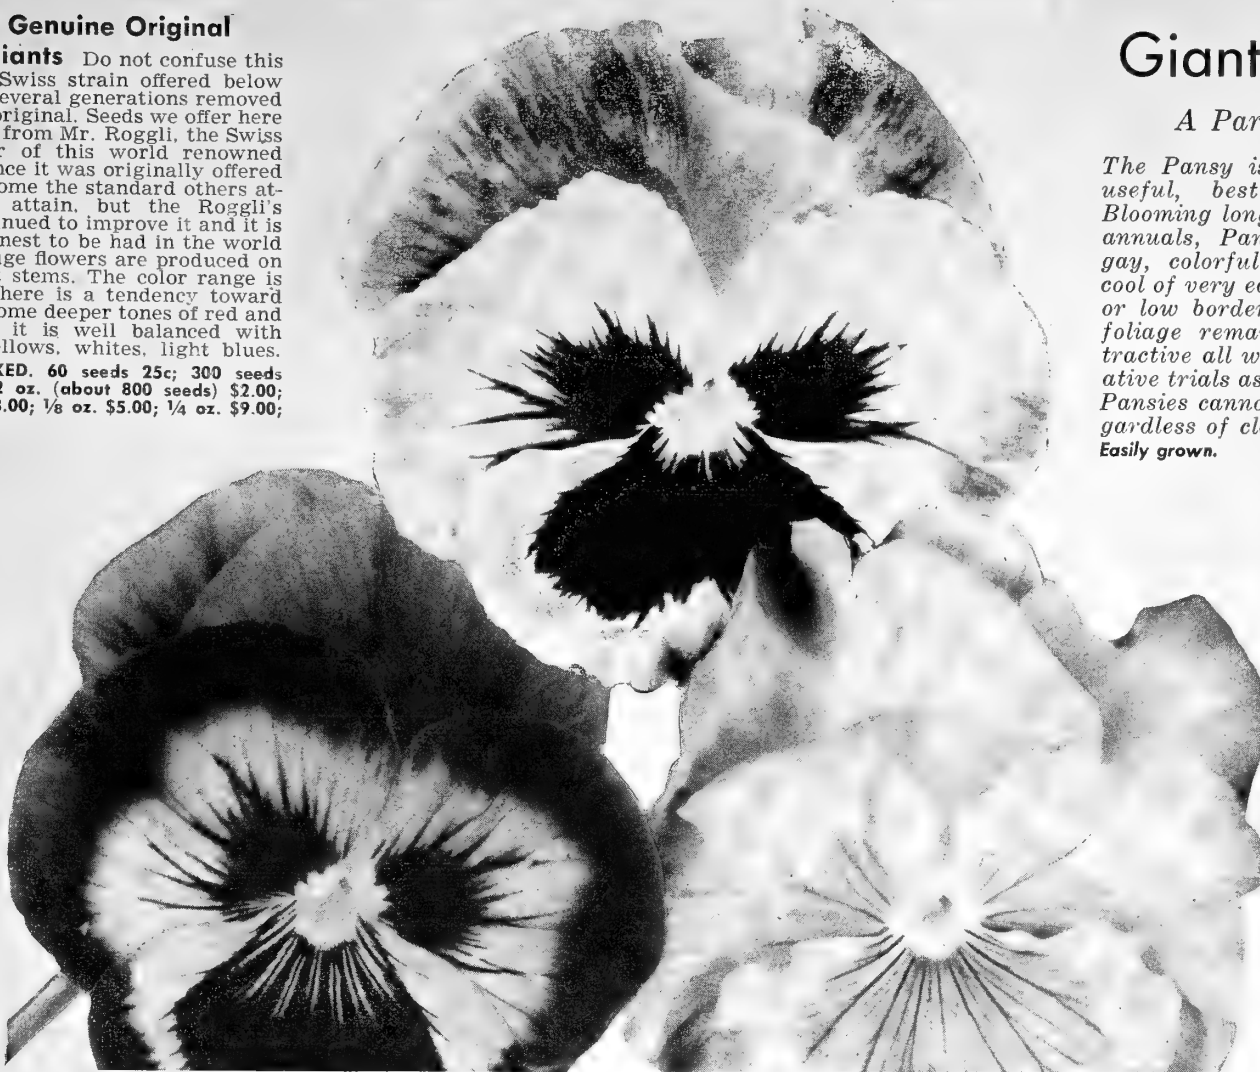 Genuine Original
iants Do not confuse this
Swiss strain offered below
everal generations removed
original. Seeds we offer here
from Mr. Roggli, the Swiss
r of this world renowned
nce it was originally offered
ome the standard others at-
attain, but the Roggli's
nued to improve it and it is
nest to be had in the world
ge flowers are produced on
stems. The color range is
here is a tendency toward
ome deeper tones of red and
it is well balanced with
llows, whites, light blues.
XED. 60 seeds 25c; 300 seeds
2 oz. (about 800 seeds) $2.00;
.00; 1/8 oz. $5.00; 1/4 oz. $9.00;
Giant
A Par
The Pansy is
useful, best
Blooming long
annuals, Pan
gay, colorful
cool of very ea
or low border
foliage rema
tractive all w
ative trials as
Pansies canno
gardless of cl
Easily grown.